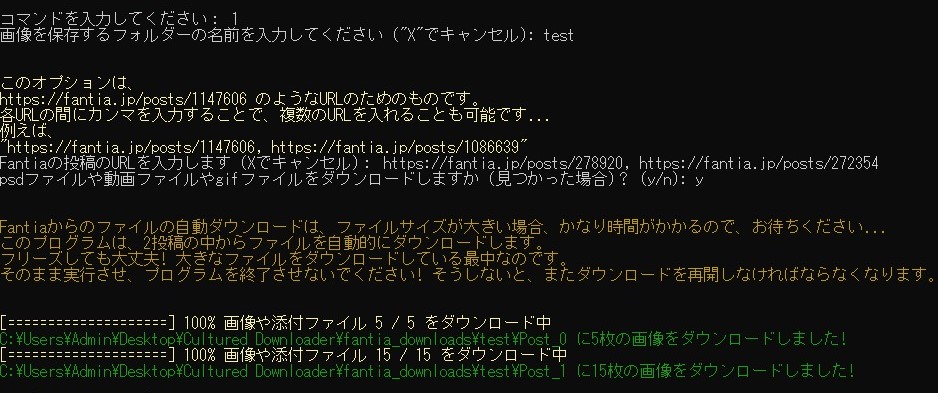 コマンドを入力してください: 1
画像を保存するフォルダーの名前を入力してください ("X"でキャンセル): test
このオプションは、
https://fantia.jp/posts/1147606 のようなURLのためのものです。
各URLの間にカンマを入力することで、複数のURLを入れることも可能です...
例えば、
"https://fantia.jp/posts/1147606, https://fantia.jp/posts/1086639"
Fantiaの投稿のURLを入力します (Xでキャンセル): https://fantia.jp/posts/278920, https://fantia.jp/posts/272354
psdファイルや動画ファイルやgifファイルをダウンロードしますか (見つかった場合)? (y/n): y
Fantiaからのファイルの自動ダウンロードは、ファイルサイズが大きい場合、かなり時間がかかるので、お待ちください...
このプログラムは、2投稿の中からファイルを自動的にダウンロードします。
フリーズしても大丈夫! 大きなファイルをダウンロードしている最中なのです。
そのまま実行させ、プログラムを終了させないでください! そうしないと、またダウンロードを再開しなければならなくなります。
[====================] 100% 画像や添付ファイル 5 / 5 をダウンロード中
C:¥Users¥Admin¥Desktop¥Cultured Downloader¥fantia_downloads¥test¥Post_0 に5枚の画像をダウンロードしました!
[====================] 100% 画像や添付ファイル 15 / 15 をダウンロード中
C:¥Users¥Admin¥Desktop¥Cultured Downloader¥fantia_downloads¥test¥Post_1 に15枚の画像をダウンロードしました!